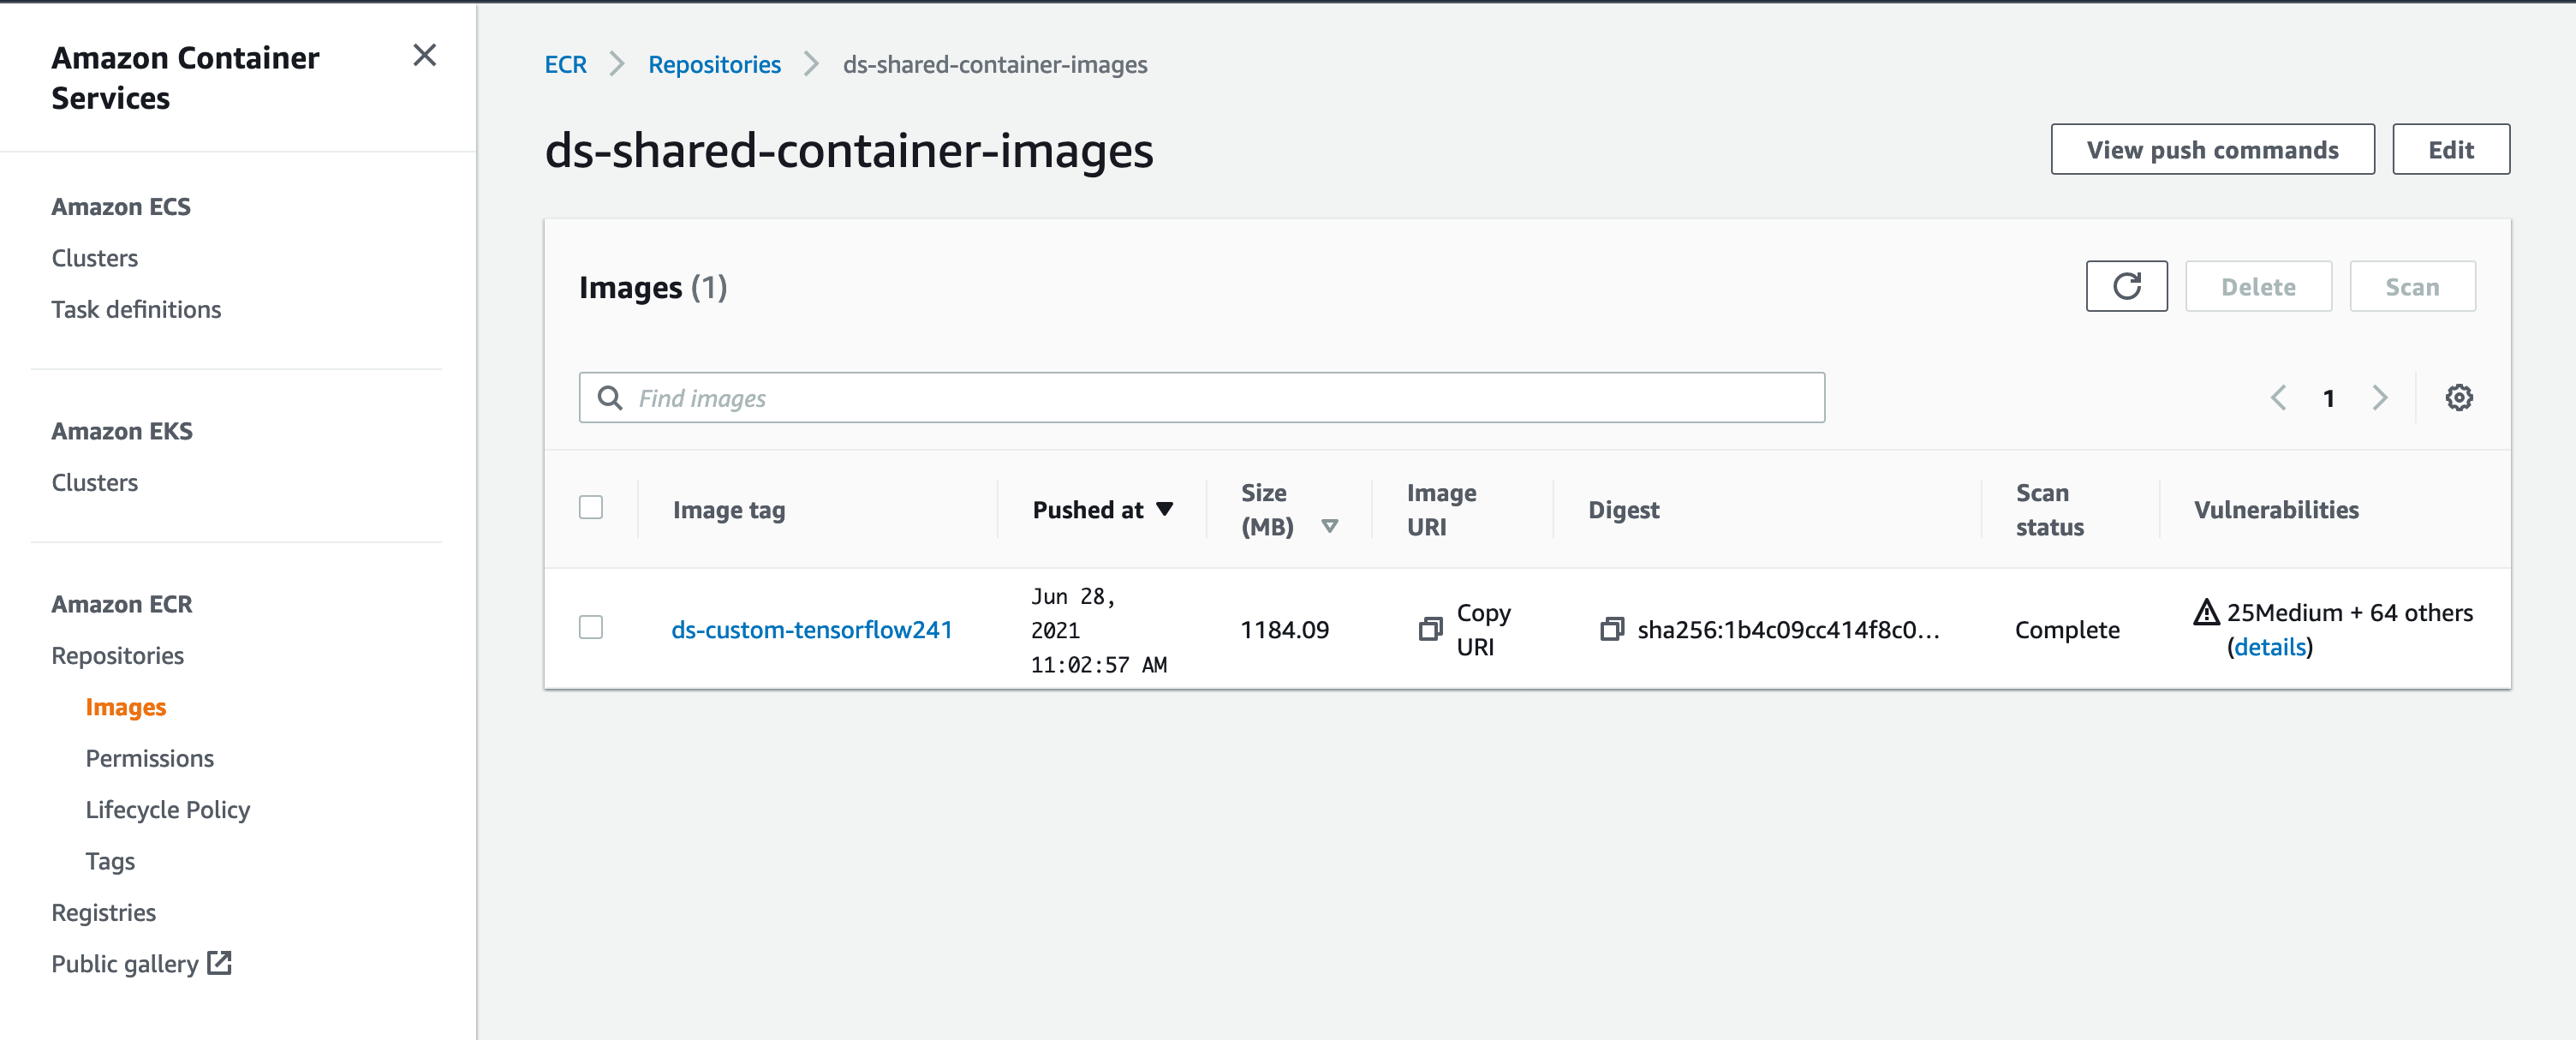 Amazon Container
Services
Amazon ECS
Clusters
Task definitions
Amazon EKS
Clusters
Amazon ECR
Repositories
Images
Permissions
Lifecycle Policy
Tags
Registries
Public gallery
ECR > Repositories > ds-shared-container-images
ds-shared-container-images
View push commands
Edit
Images (1)
Delete
Scan
Find images
1
Image tag
Pushed at
Size
(MB)
Image
URI
Digest
Scan
status
Vulnerabilities
ds-custom-tensorflow241
Jun 28,
2021
11:02:57 AM
1184.09
Copy
URI
sha256:1b4c09cc414f8c0...
Complete
25Medium + 64 others
(details)